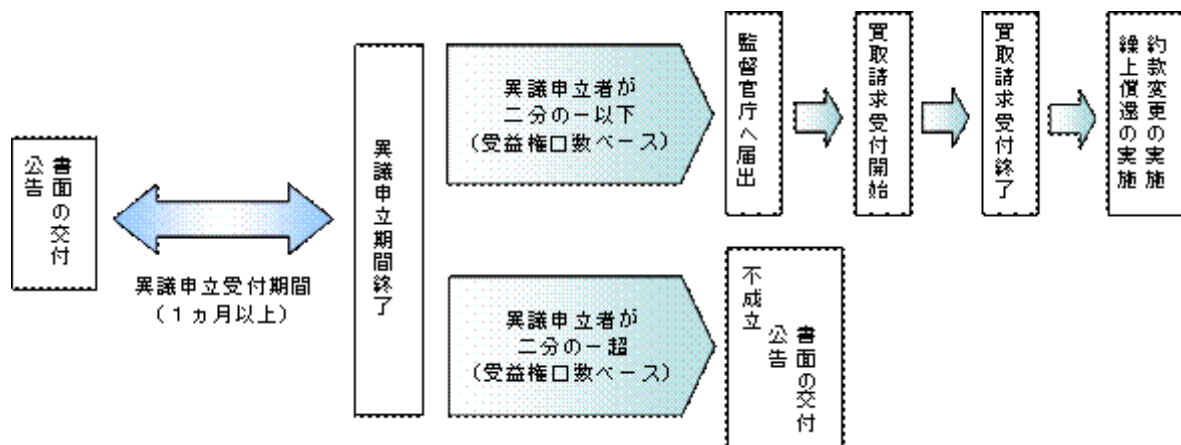 公告
書面の交付
異議申立受付期間
（１ヵ月以上）
異議申立期間終了
異議申立者が
二分の一以下
（受益権口数ベース）
監督官庁へ届出
買取請求受付開始
買取請求受付終了
約款変更の実施
繰上償還の実施
異議申立者が
二分の一超
（受益権口数ベース）
不成立
公告
書面の交付